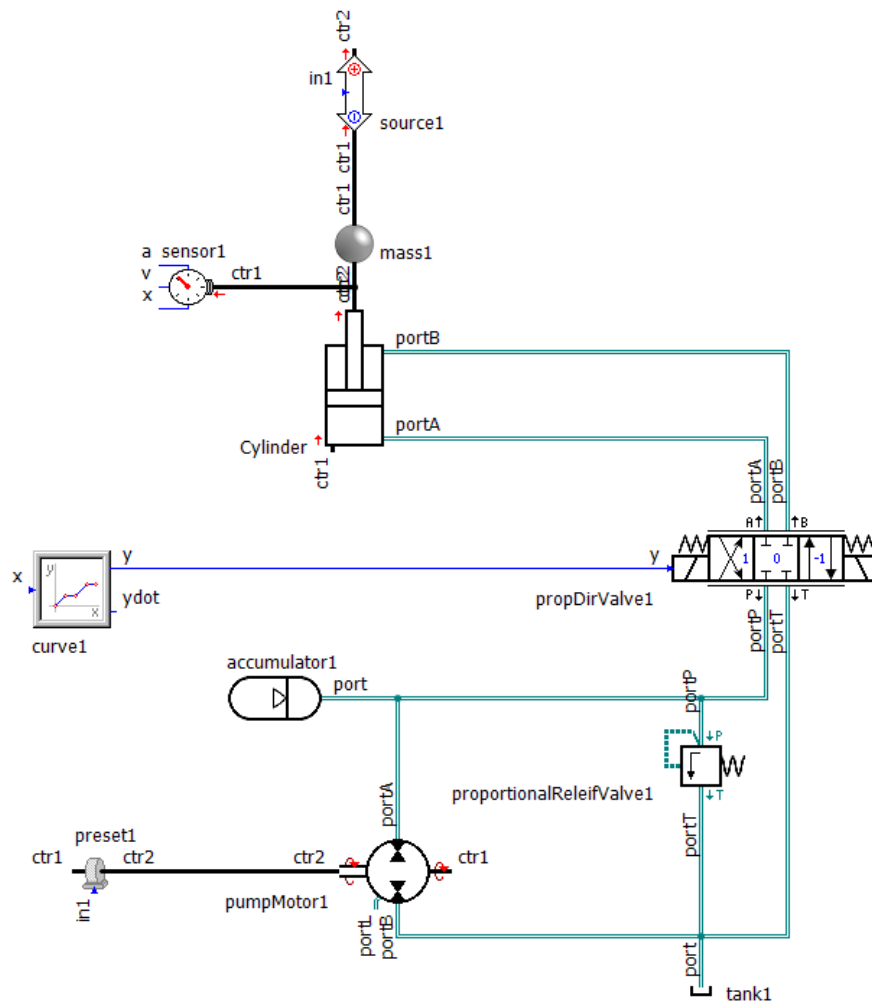 ctr2
in1
source1
ctr1
ctr1
mass1
a sensor1
v
x
ctr1
ctr2
portB
portA
Cylinder
ctr1
portA
portB
A
B
y
y
1
0
-1
x
y
x
ydot
propDirValve1
P
T
curve1
portP
portT
accumulator1
port
portP
P
proportionalReleifValve1
T
portA
portT
preset1
ctr1
ctr2
ctr2
ctr1
in1
pumpMotor1
portL
portB
port
tank1